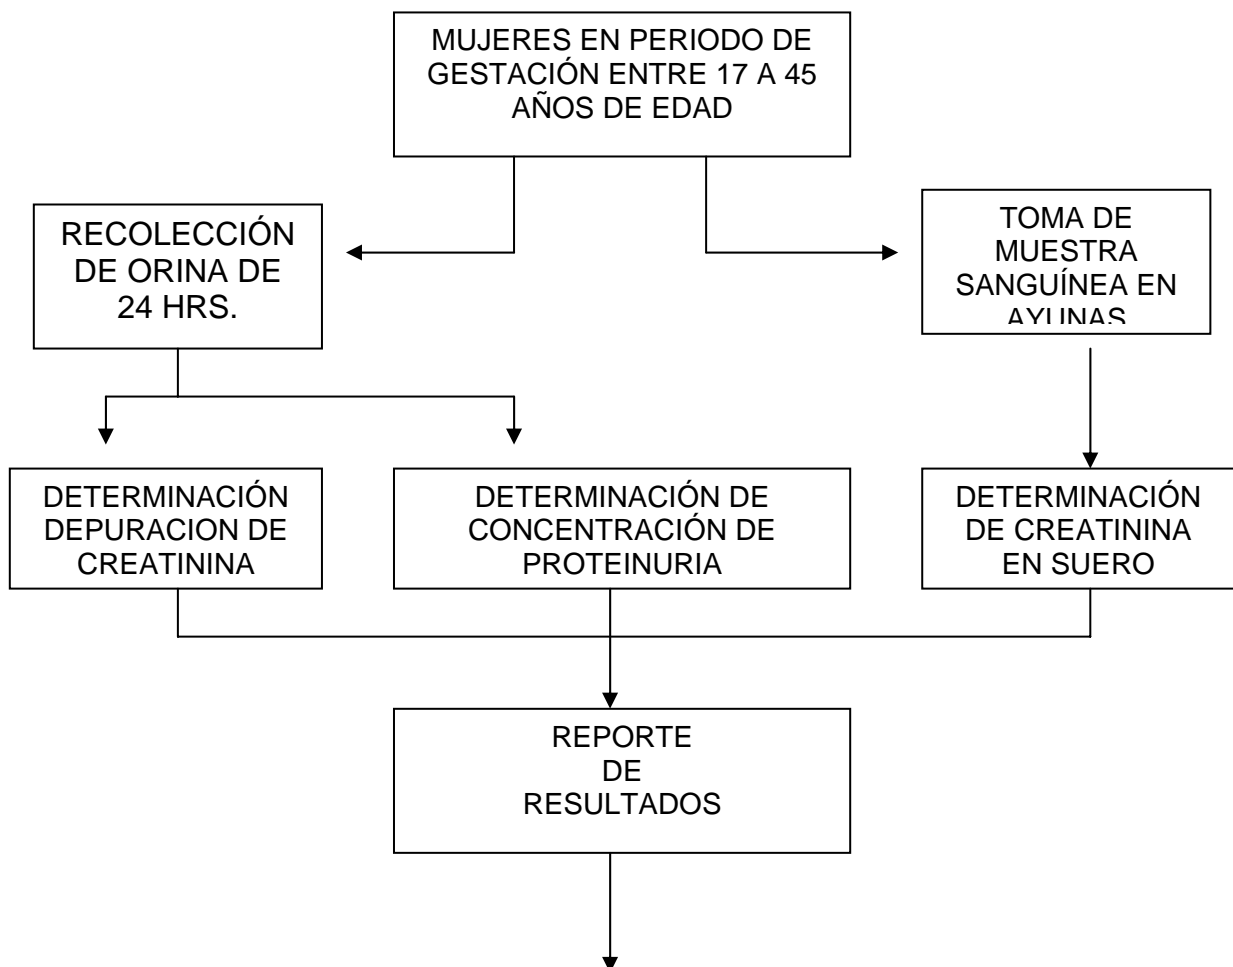 MUJERES EN PERIODO DE
GESTACIÓN ENTRE 17 A 45
AÑOS DE EDAD
RECOLECCIÓN
DE ORINA DE
24 HRS.
TOMA DE
MUESTRA
SANGUÍNEA EN
AYUNAS
DETERMINACIÓN
DEPURACION DE
CREATININA
DETERMINACIÓN DE
CONCENTRACIÓN DE
PROTEINURIA
DETERMINACIÓN
DE CREATININA
EN SUERO
REPORTE
DE
RESULTADOS